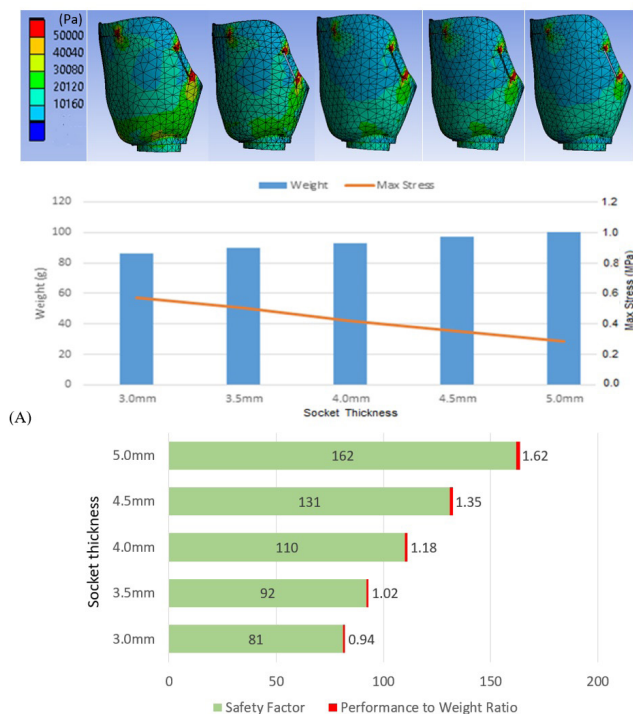 (Pa)
50000
40040
30080
20120
10160
Weight Max Stress
120 1.2
100 1.0
80 0.8
60 0.6
40 0.4
20 0.2
0 0.0
Weight (g)
Max Stress (MPa)
3.0mm 3.5mm 4.0mm 4.5mm 5.0mm
Socket Thickness
(A)
Socket thickness
5.0mm 162 1.62
4.5mm 131 1.35
4.0mm 110 1.18
3.5mm 92 1.02
3.0mm 81 0.94
0 50 100 150 200
Safety Factor Performance to Weight Ratio